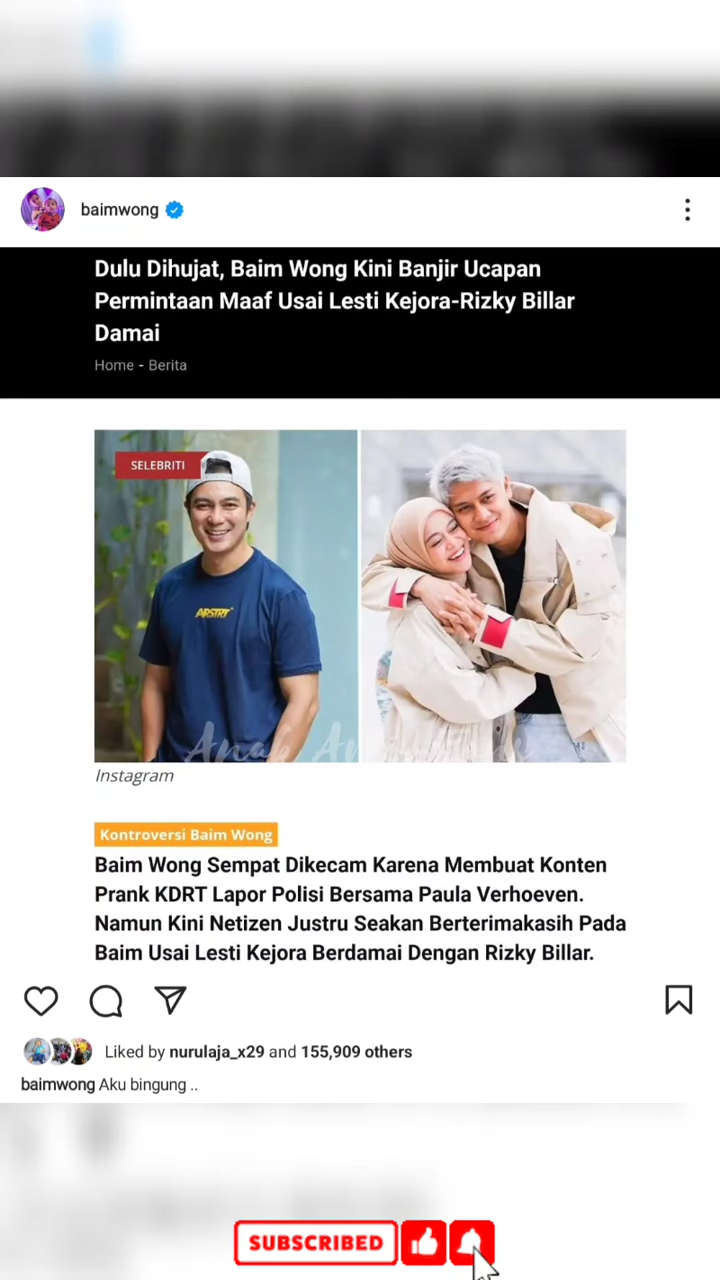 baimwong
Dulu Dihujat, Baim Wong Kini Banjir Ucapan
Permintaan Maaf Usai Lesti Kejora-Rizky Billar
Damai
Home - Berita
SELEBRITI
APSTRT
Instagram
Kontroversi Baim Wong
Baim Wong Sempat Dikecam Karena Membuat Konten
Prank KDRT Lapor Polisi Bersama Paula Verhoeven.
Namun Kini Netizen Justru Seakan Berterimakasih Pada
Baim Usai Lesti Kejora Berdamai Dengan Rizky Billar.
Liked by nurulaja_x29 and 155,909 others
baimwong Aku bingung ..
SUBSCRIBED